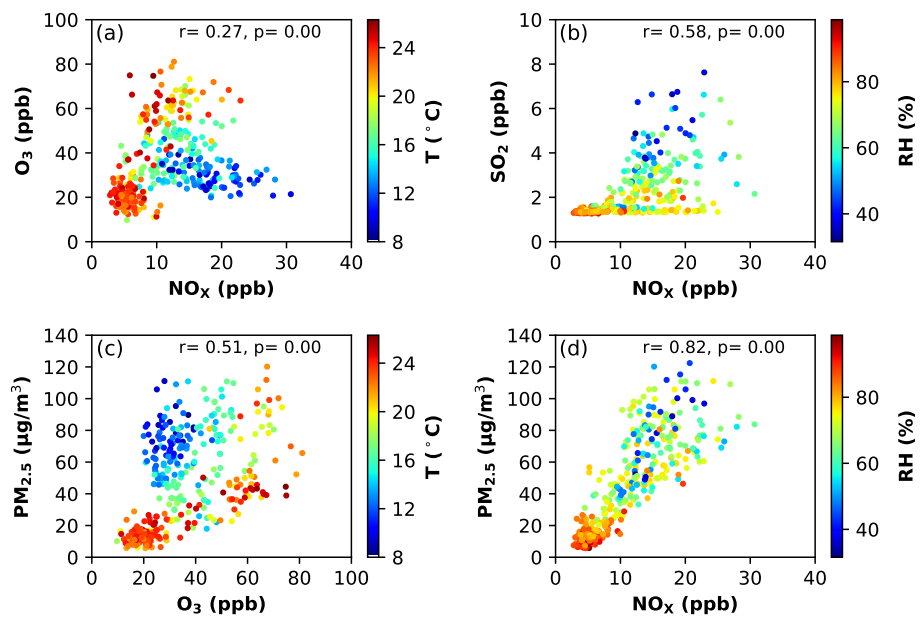 (a) r= 0.27, p= 0.00
100
80
60
40
20
0
O3 (ppb)
0 10 20 30 40
NOX (ppb)
24
20
16
12
8
T (°C)
(b) r= 0.58, p= 0.00
10
8
6
4
2
0
SO2 (ppb)
0 10 20 30 40
NOX (ppb)
80
60
40
RH (%)
(c) r= 0.51, p= 0.00
140
120
100
80
60
40
20
0
PM2.5 (μg/m3)
0 20 40 60 80 100
O3 (ppb)
24
20
16
12
8
T (°C)
(d) r= 0.82, p= 0.00
140
120
100
80
60
40
20
0
PM2.5 (μg/m3)
0 10 20 30 40
NOX (ppb)
80
60
40
RH (%)